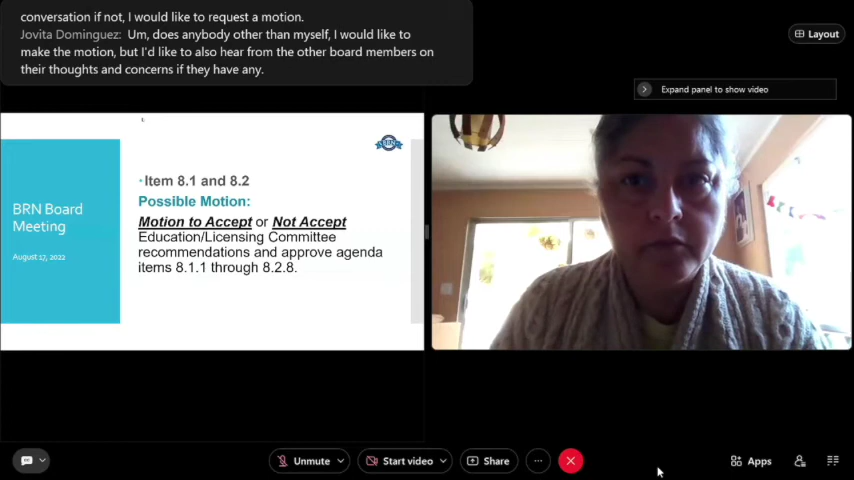 conversation if not, I would like to request a motion.
Jovita Dominguez: Um, does anybody other than myself, I would like to
make the motion, but I'd like to also hear from the other board members on
their thoughts and concerns if they have any.
Layout
Expand panel to show video
BRN
BRN Board
Meeting
August 17, 2022
•Item 8.1 and 8.2
Possible Motion:
Motion to Accept or Not Accept
Education/Licensing Committee
recommendations and approve agenda
items 8.1.1 through 8.2.8.
Unmute
Start video
Share
Apps